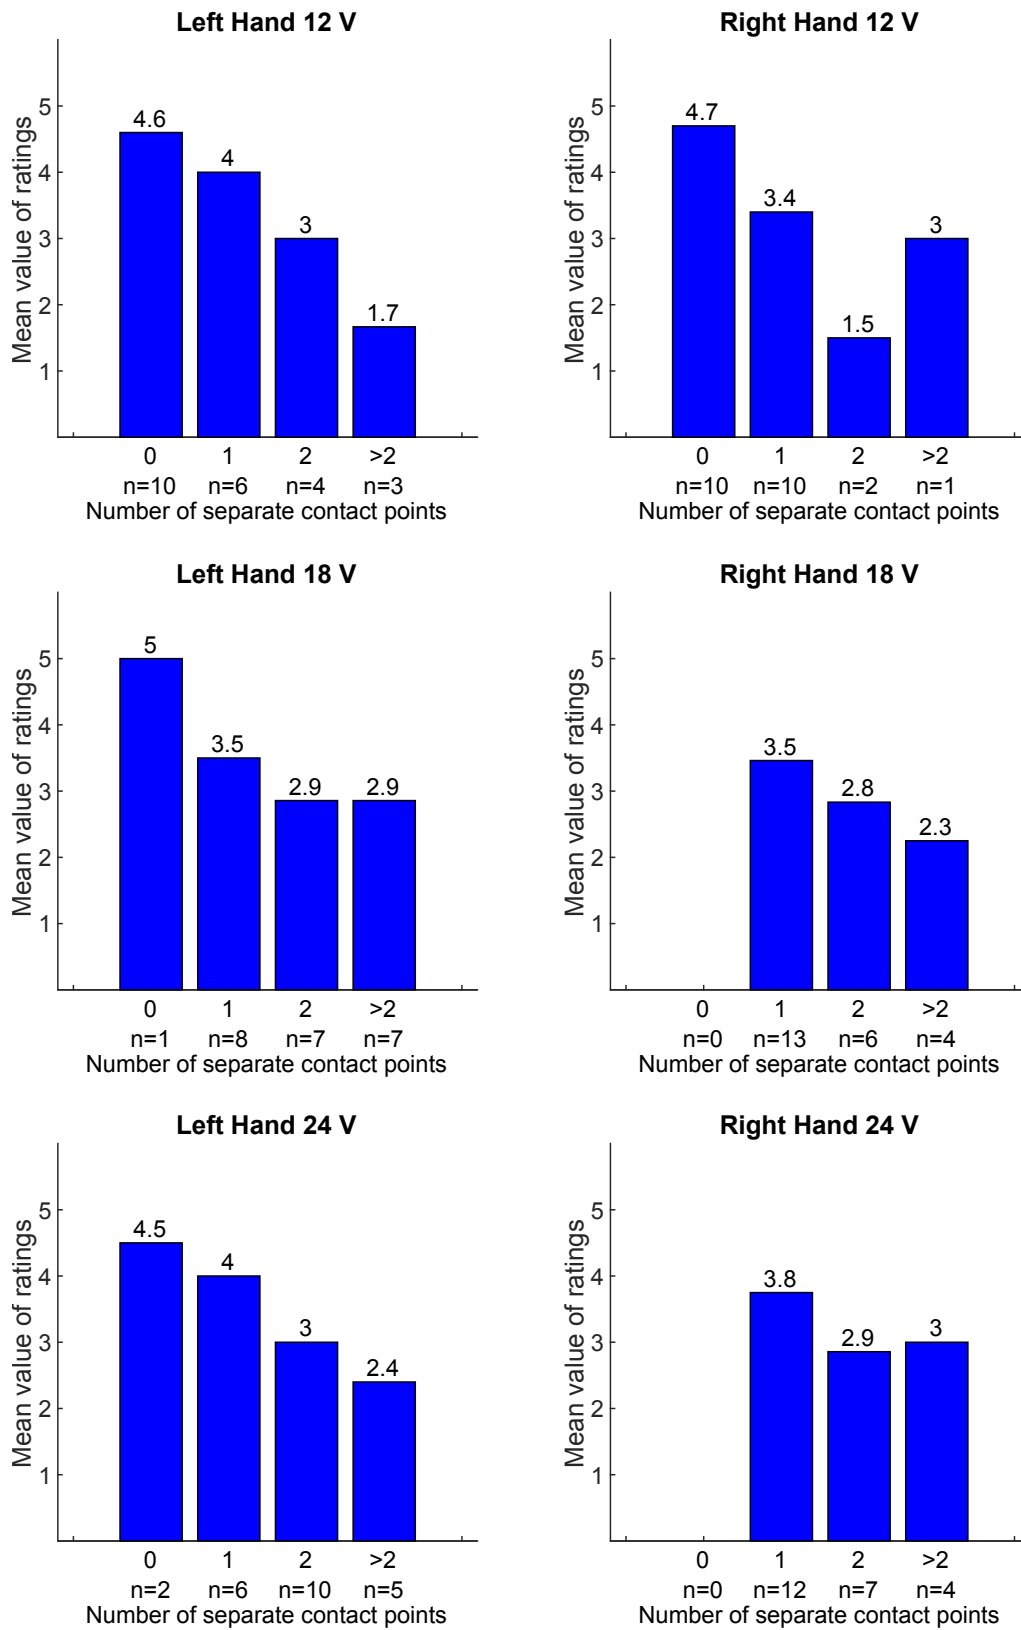 Left Hand 12 V
Mean value of ratings
5
4
3
2
1
4.6
4
3
1.7
0 1 2 >2
n=10 n=6 n=4 n=3
Number of separate contact points
Right Hand 12 V
Mean value of ratings
5
4
3
2
1
4.7
3.4
1.5
3
0 1 2 >2
n=10 n=10 n=2 n=1
Number of separate contact points
Left Hand 18 V
Mean value of ratings
5
4
3
2
1
5
3.5
2.9
2.9
0 1 2 >2
n=1 n=8 n=7 n=7
Number of separate contact points
Right Hand 18 V
Mean value of ratings
5
4
3
2
1
3.5
2.8
2.3
0 1 2 >2
n=0 n=13 n=6 n=4
Number of separate contact points
Left Hand 24 V
Mean value of ratings
5
4
3
2
1
4.5
4
3
2.4
0 1 2 >2
n=2 n=6 n=10 n=5
Number of separate contact points
Right Hand 24 V
Mean value of ratings
5
4
3
2
1
3.8
2.9
3
0 1 2 >2
n=0 n=12 n=7 n=4
Number of separate contact points